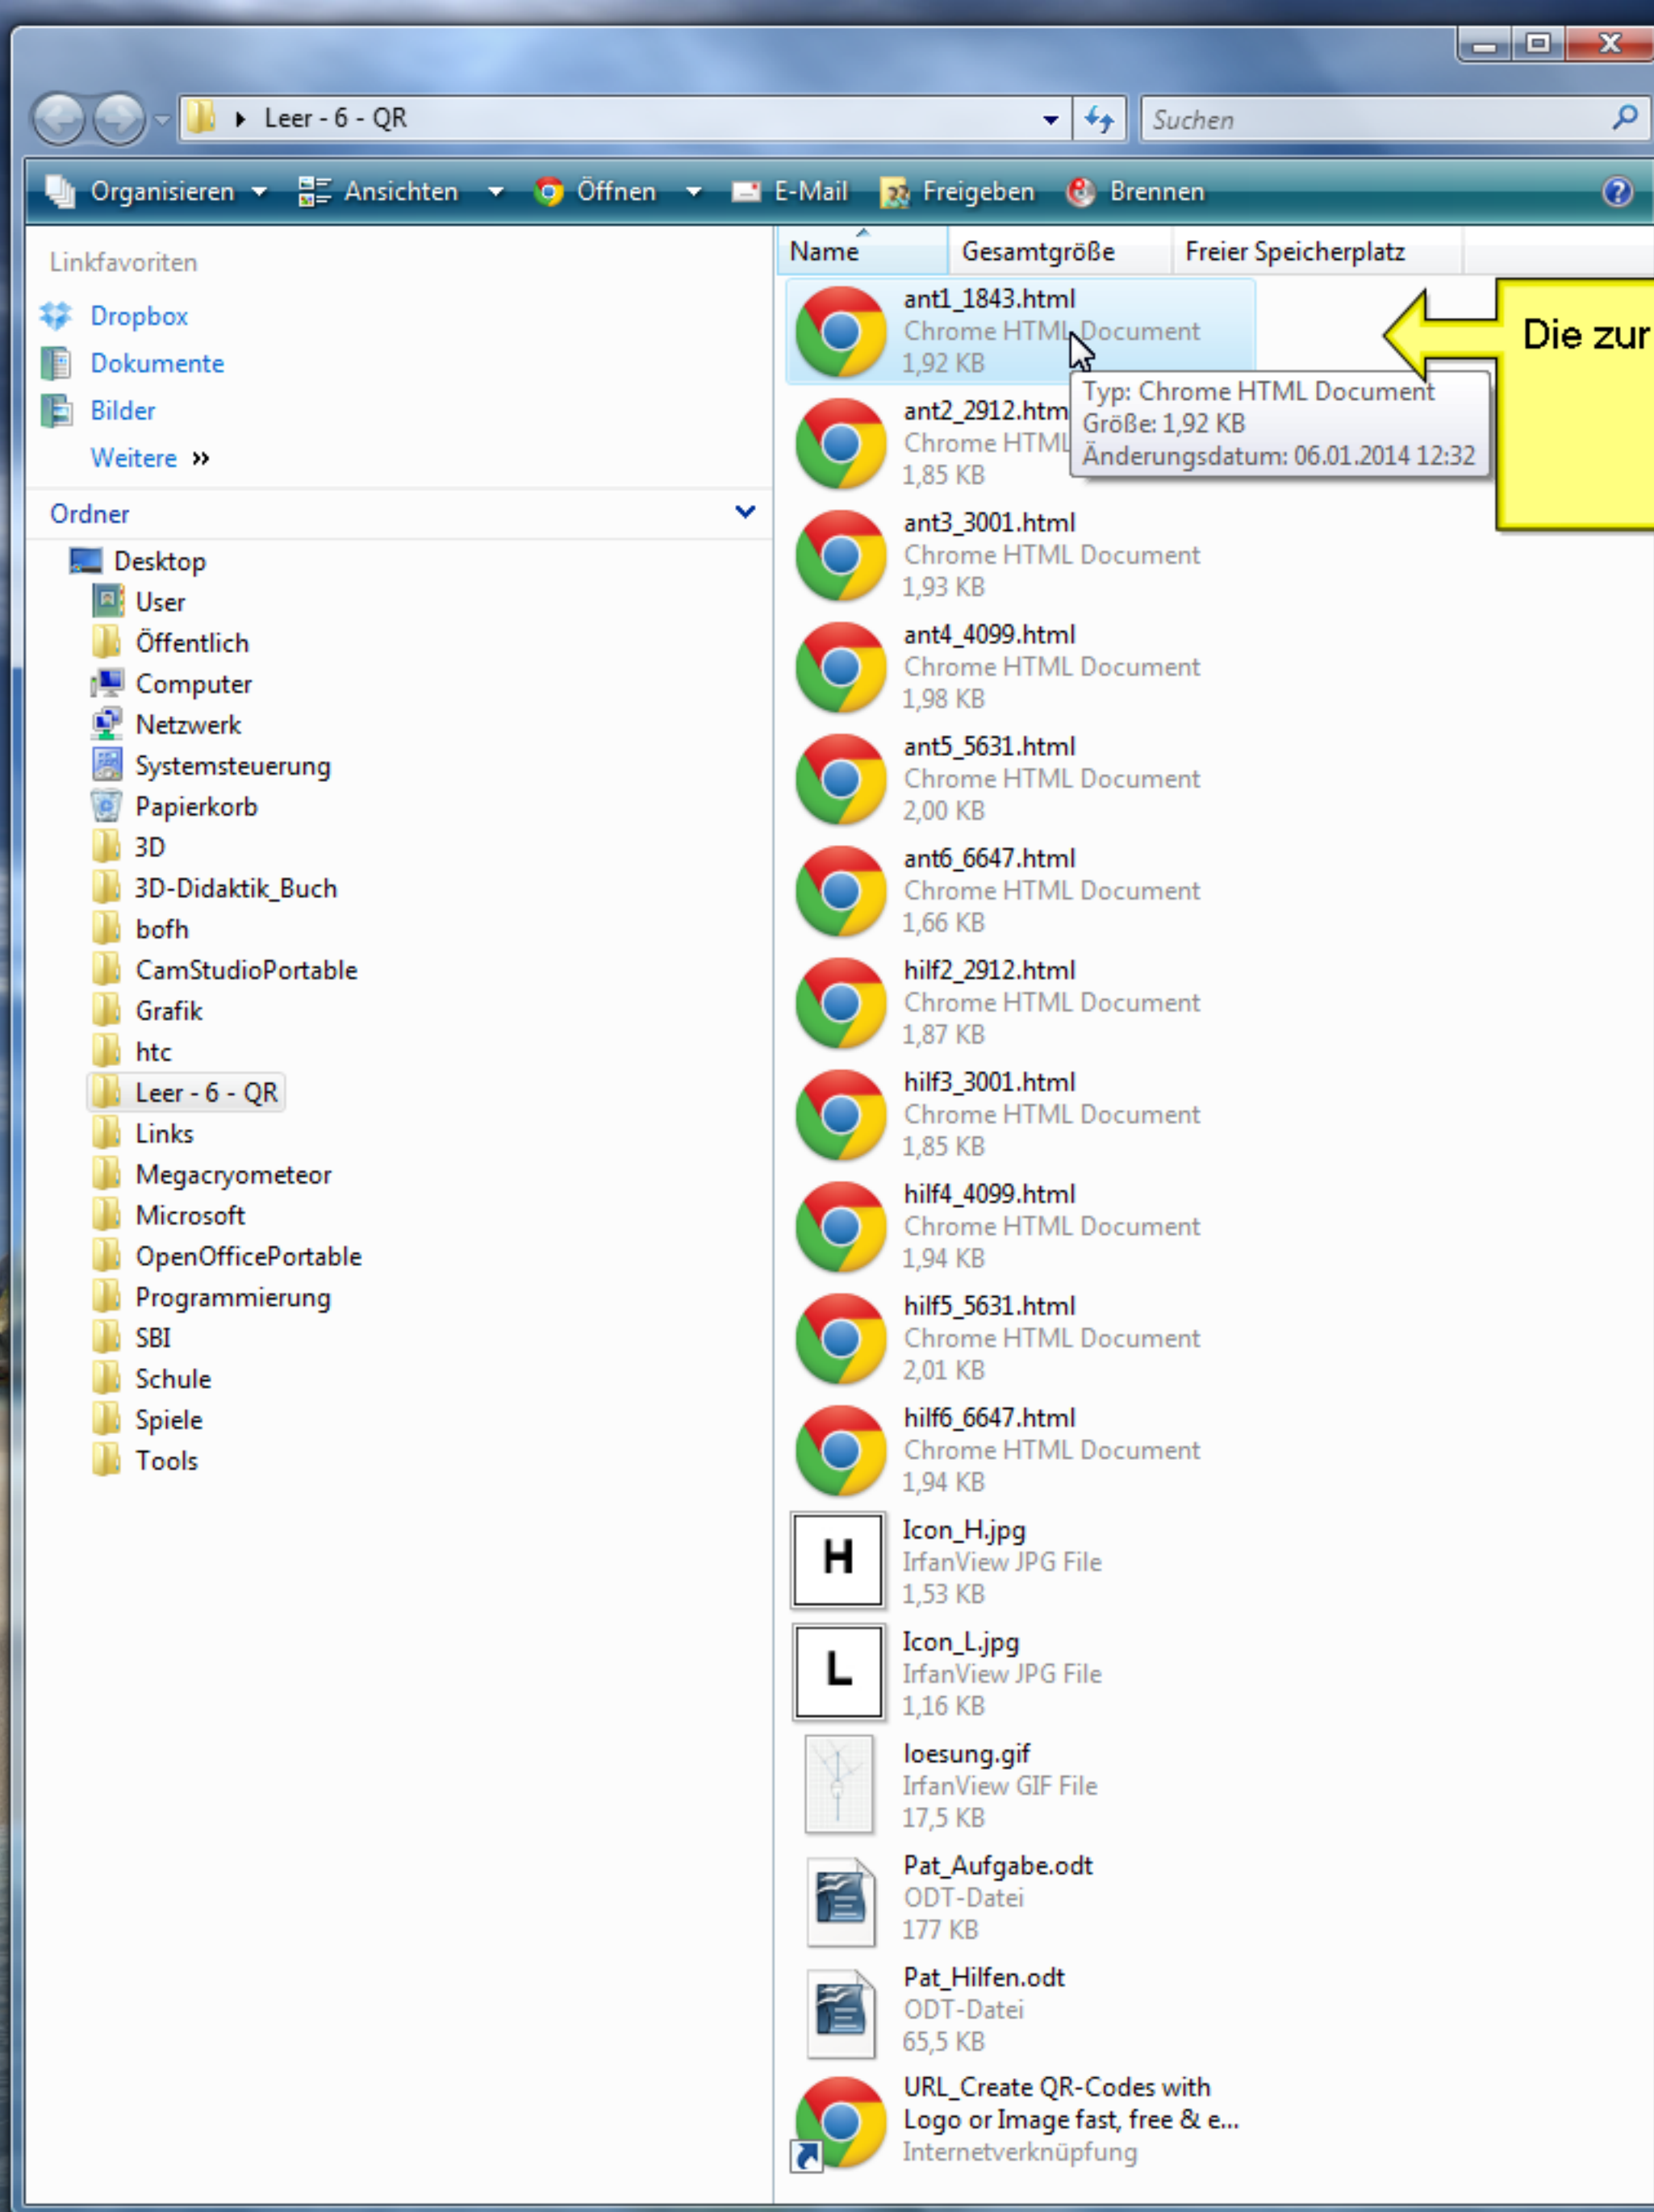 Leer - 6 - QR
Suchen
Organisieren
Ansichten
Öffnen
E-Mail
Freigeben
Brennen
Linkfavoriten
Dropbox
Dokumente
Bilder
Weitere »
Ordner
Desktop
User
Öffentlich
Computer
Netzwerk
Systemsteuerung
Papierkorb
3D
3D-Didaktik_Buch
bofh
CamStudioPortable
Grafik
htc
Leer - 6 - QR
Links
Megacryometeor
Microsoft
OpenOfficePortable
Programmierung
SBI
Schule
Spiele
Tools
Name
Gesamtgröße
Freier Speicherplatz
ant1_1843.html
Chrome HTML Document
1,92 KB
Die zur
Typ: Chrome HTML Document
Größe: 1,92 KB
Änderungsdatum: 06.01.2014 12:32
ant2_2912.htm
Chrome HTML
1,85 KB
ant3_3001.html
Chrome HTML Document
1,93 KB
ant4_4099.html
Chrome HTML Document
1,98 KB
ant5_5631.html
Chrome HTML Document
2,00 KB
ant6_6647.html
Chrome HTML Document
1,66 KB
hilf2_2912.html
Chrome HTML Document
1,87 KB
hilf3_3001.html
Chrome HTML Document
1,85 KB
hilf4_4099.html
Chrome HTML Document
1,94 KB
hilf5_5631.html
Chrome HTML Document
2,01 KB
hilf6_6647.html
Chrome HTML Document
1,94 KB
H
Icon_H.jpg
IrfanView JPG File
1,53 KB
L
Icon_L.jpg
IrfanView JPG File
1,16 KB
loesung.gif
IrfanView GIF File
17,5 KB
Pat_Aufgabe.odt
ODT-Datei
177 KB
Pat_Hilfen.odt
ODT-Datei
65,5 KB
URL_Create QR-Codes with
Logo or Image fast, free & e...
Internetverknüpfung